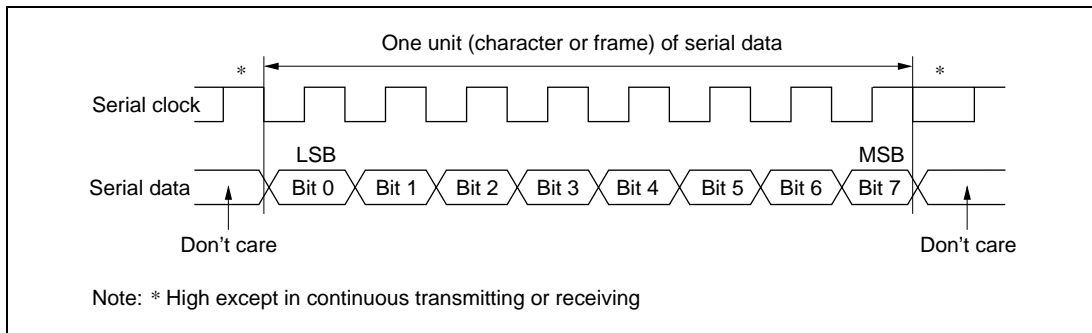 One unit (character or frame) of serial data
* *
Serial clock
LSB MSB
Serial data Bit 0 Bit 1 Bit 2 Bit 3 Bit 4 Bit 5 Bit 6 Bit 7
Don’t care Don’t care
Note: * High except in continuous transmitting or receiving